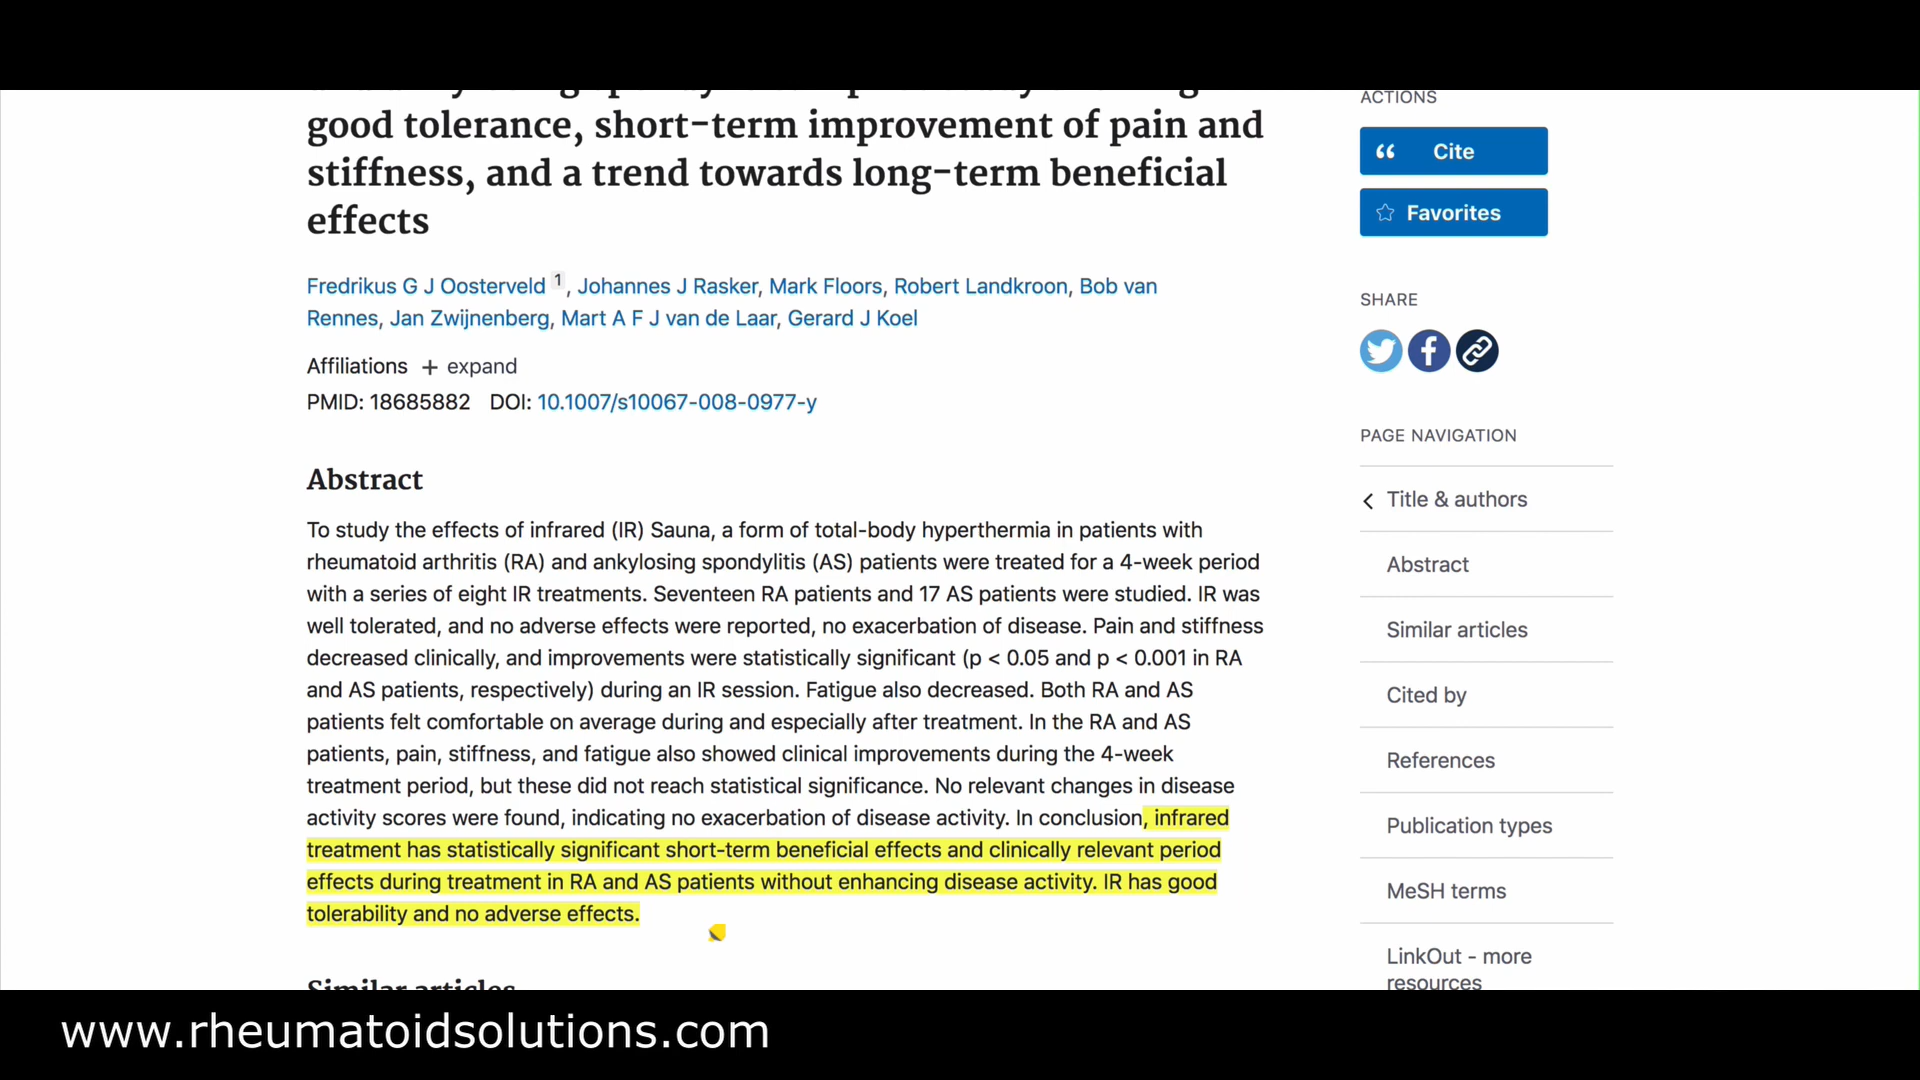 good tolerance, short-term improvement of pain and
stiffness, and a trend towards long-term beneficial
effects
Fredrikus G J Oosterveld 1, Johannes J Rasker, Mark Floors, Robert Landkroon, Bob van
Rennes, Jan Zwijnenberg, Mart A F J van de Laar, Gerard J Koel
Affiliations + expand
PMID: 18685882 DOI: 10.1007/s10067-008-0977-y
Abstract
To study the effects of infrared (IR) Sauna, a form of total-body hyperthermia in patients with
rheumatoid arthritis (RA) and ankylosing spondylitis (AS) patients were treated for a 4-week period
with a series of eight IR treatments. Seventeen RA patients and 17 AS patients were studied. IR was
well tolerated, and no adverse effects were reported, no exacerbation of disease. Pain and stiffness
decreased clinically, and improvements were statistically significant (p < 0.05 and p < 0.001 in RA
and AS patients, respectively) during an IR session. Fatigue also decreased. Both RA and AS
patients felt comfortable on average during and especially after treatment. In the RA and AS
patients, pain, stiffness, and fatigue also showed clinical improvements during the 4-week
treatment period, but these did not reach statistical significance. No relevant changes in disease
activity scores were found, indicating no exacerbation of disease activity. In conclusion, infrared
treatment has statistically significant short-term beneficial effects and clinically relevant period
effects during treatment in RA and AS patients without enhancing disease activity. IR has good
tolerability and no adverse effects.
Similar articles
ACTIONS
Cite
Favorites
SHARE
PAGE NAVIGATION
Title & authors
Abstract
Similar articles
Cited by
References
Publication types
MeSH terms
LinkOut - more
resources
www.rheumatoidsolutions.com